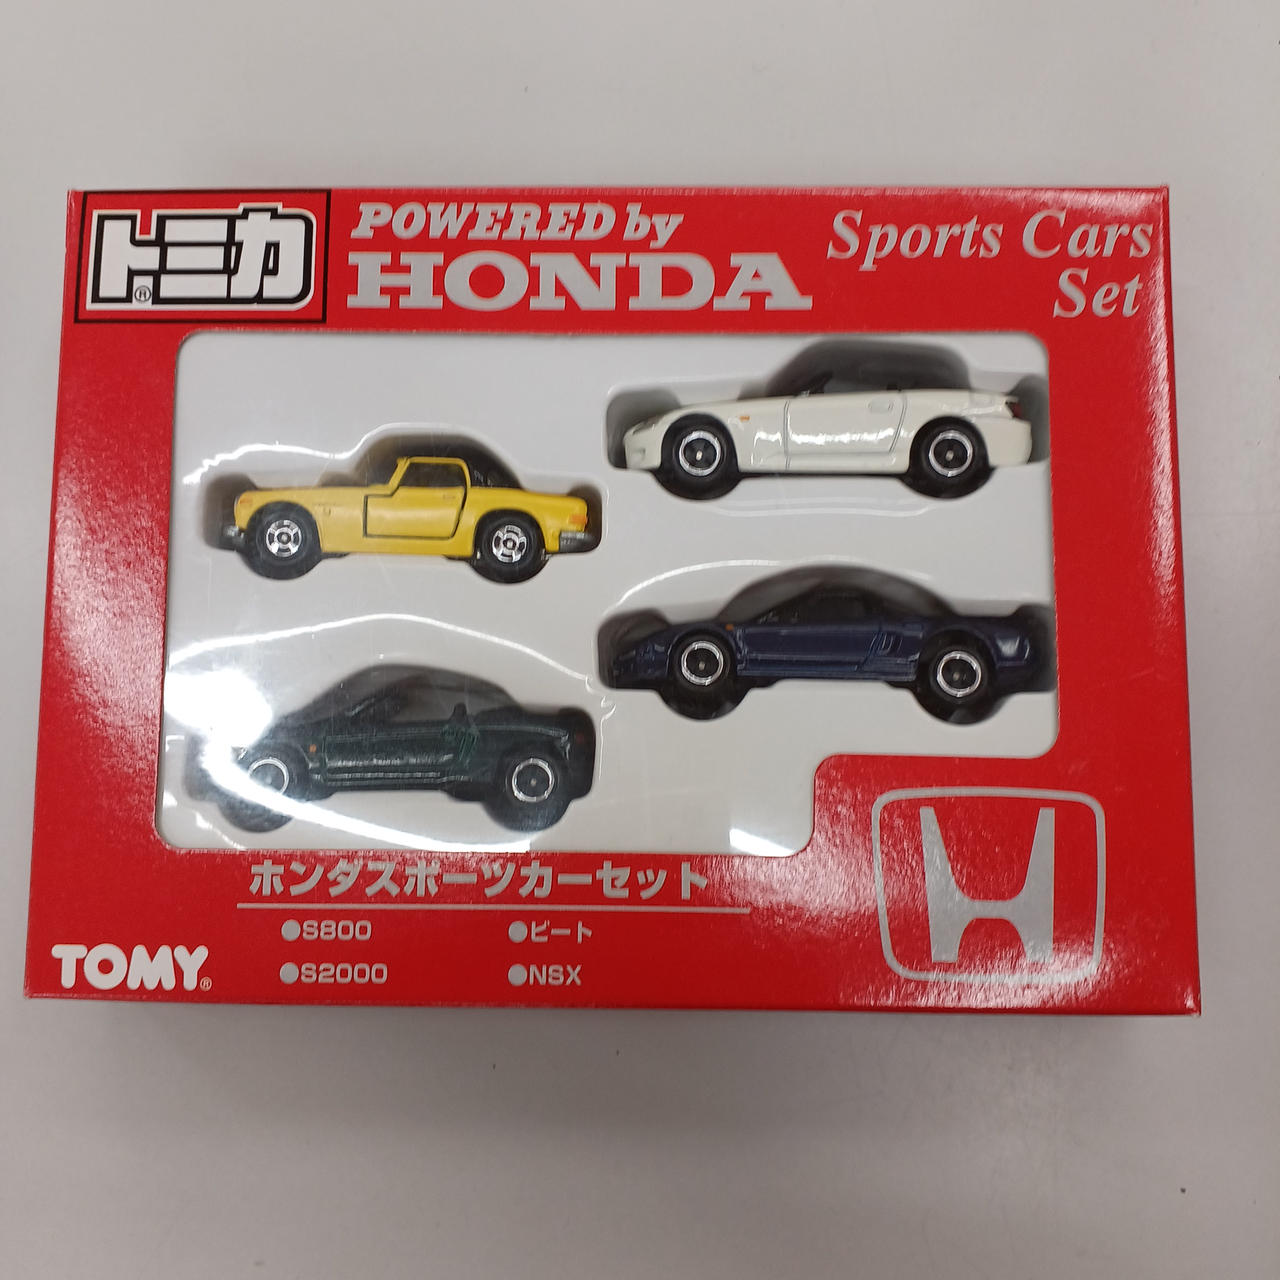 トミカ®
POWERED by
HONDA
Sports Cars
Set
ホンダスポーツカーセット
●S800 ●ビート
●S2000 ●NSX
TOMY®